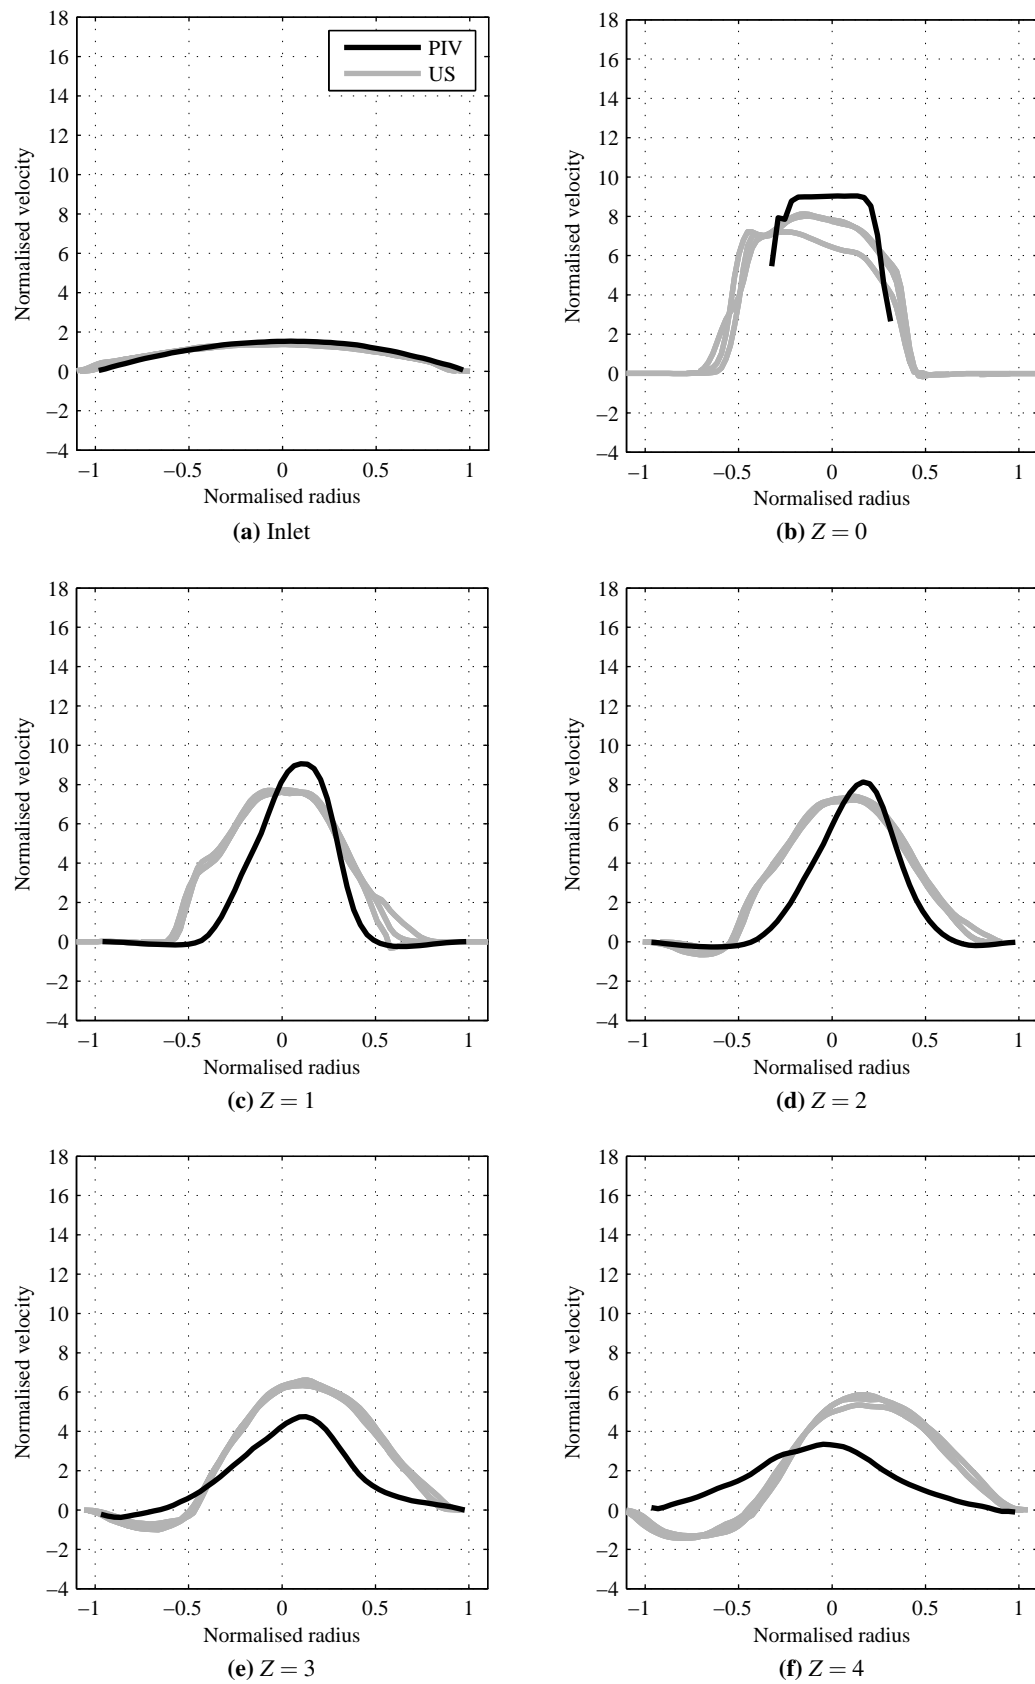 18
16
14
12
10
8
6
4
2
0
−2
−4
Normalised velocity
PIV
US
−1 −0.5 0 0.5 1
Normalised radius
(a) Inlet
18
16
14
12
10
8
6
4
2
0
−2
−4
Normalised velocity
−1 −0.5 0 0.5 1
Normalised radius
(b) Z = 0
18
16
14
12
10
8
6
4
2
0
−2
−4
Normalised velocity
−1 −0.5 0 0.5 1
Normalised radius
(c) Z = 1
18
16
14
12
10
8
6
4
2
0
−2
−4
Normalised velocity
−1 −0.5 0 0.5 1
Normalised radius
(d) Z = 2
18
16
14
12
10
8
6
4
2
0
−2
−4
Normalised velocity
−1 −0.5 0 0.5 1
Normalised radius
(e) Z = 3
18
16
14
12
10
8
6
4
2
0
−2
−4
Normalised velocity
−1 −0.5 0 0.5 1
Normalised radius
(f) Z = 4